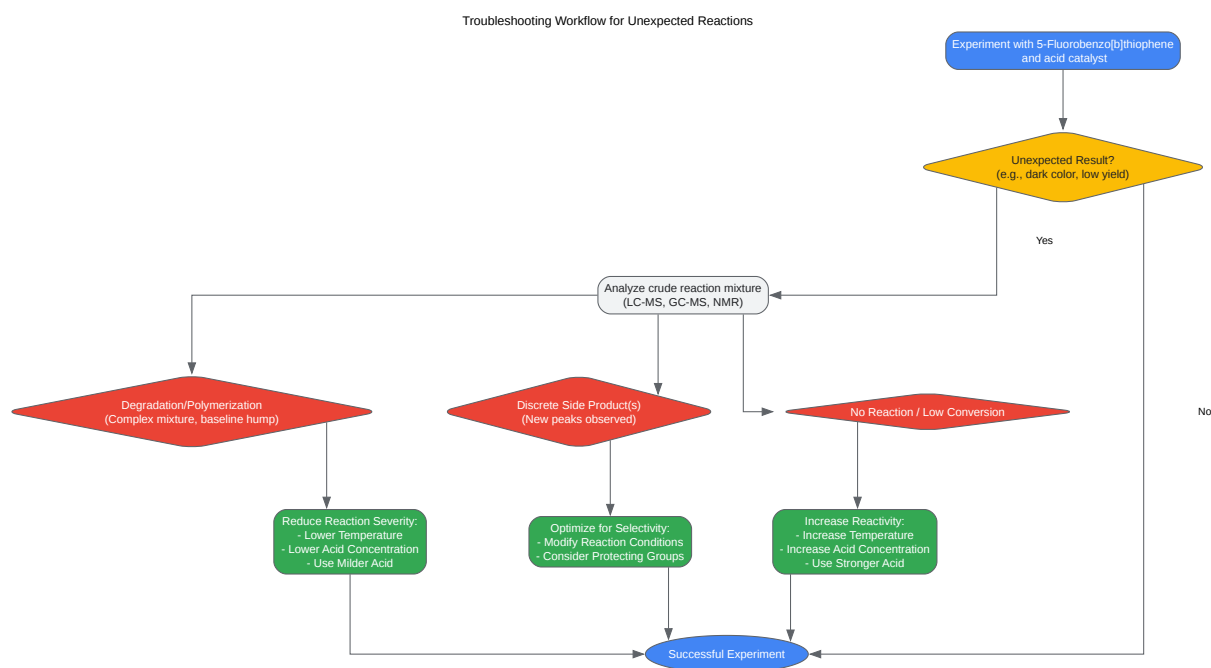 Troubleshooting Workflow for Unexpected Reactions
Experiment with 5-Fluorobenzo[b]thiophene
and acid catalyst
Unexpected Result?
(e.g., dark color, low yield)
Yes
Analyze crude reaction mixture
(LC-MS, GC-MS, NMR)
Degradation/Polymerization
(Complex mixture, baseline hump)
Discrete Side Product(s)
(New peaks observed)
No Reaction / Low Conversion
No
Reduce Reaction Severity:
- Lower Temperature
- Lower Acid Concentration
- Use Milder Acid
Optimize for Selectivity:
- Modify Reaction Conditions
- Consider Protecting Groups
Increase Reactivity:
- Increase Temperature
- Increase Acid Concentration
- Use Stronger Acid
Successful Experiment